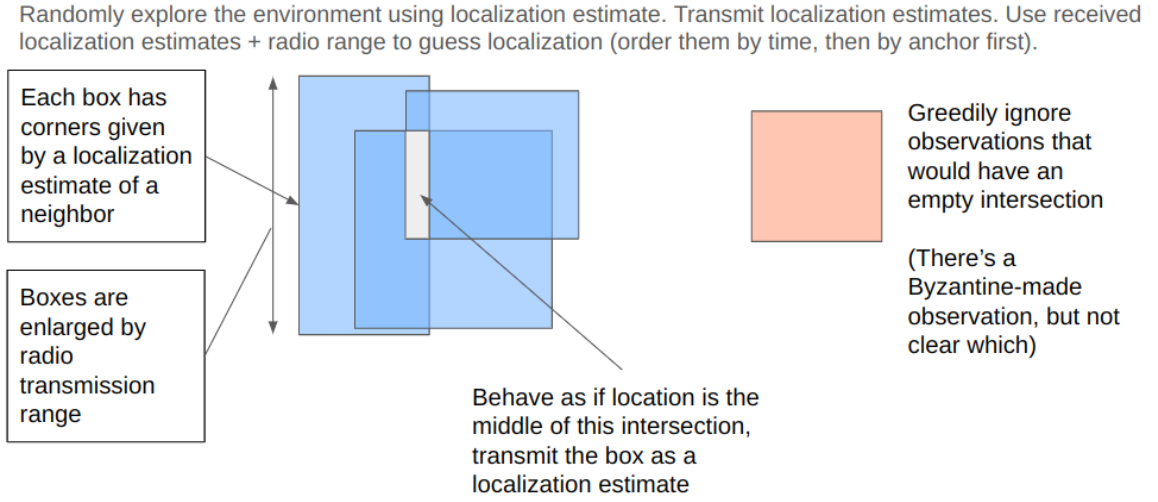 Randomly explore the environment using localization estimate. Transmit localization estimates. Use received
localization estimates + radio range to guess localization (order them by time, then by anchor first).
Each box has
corners given
by a localization
estimate of a
neighbor
Boxes are
enlarged by
radio
transmission
range
Behave as if location is the
middle of this intersection,
transmit the box as a
localization estimate
Greedily ignore
observations that
would have an
empty intersection
(There’s a
Byzantine-made
observation, but not
clear which)